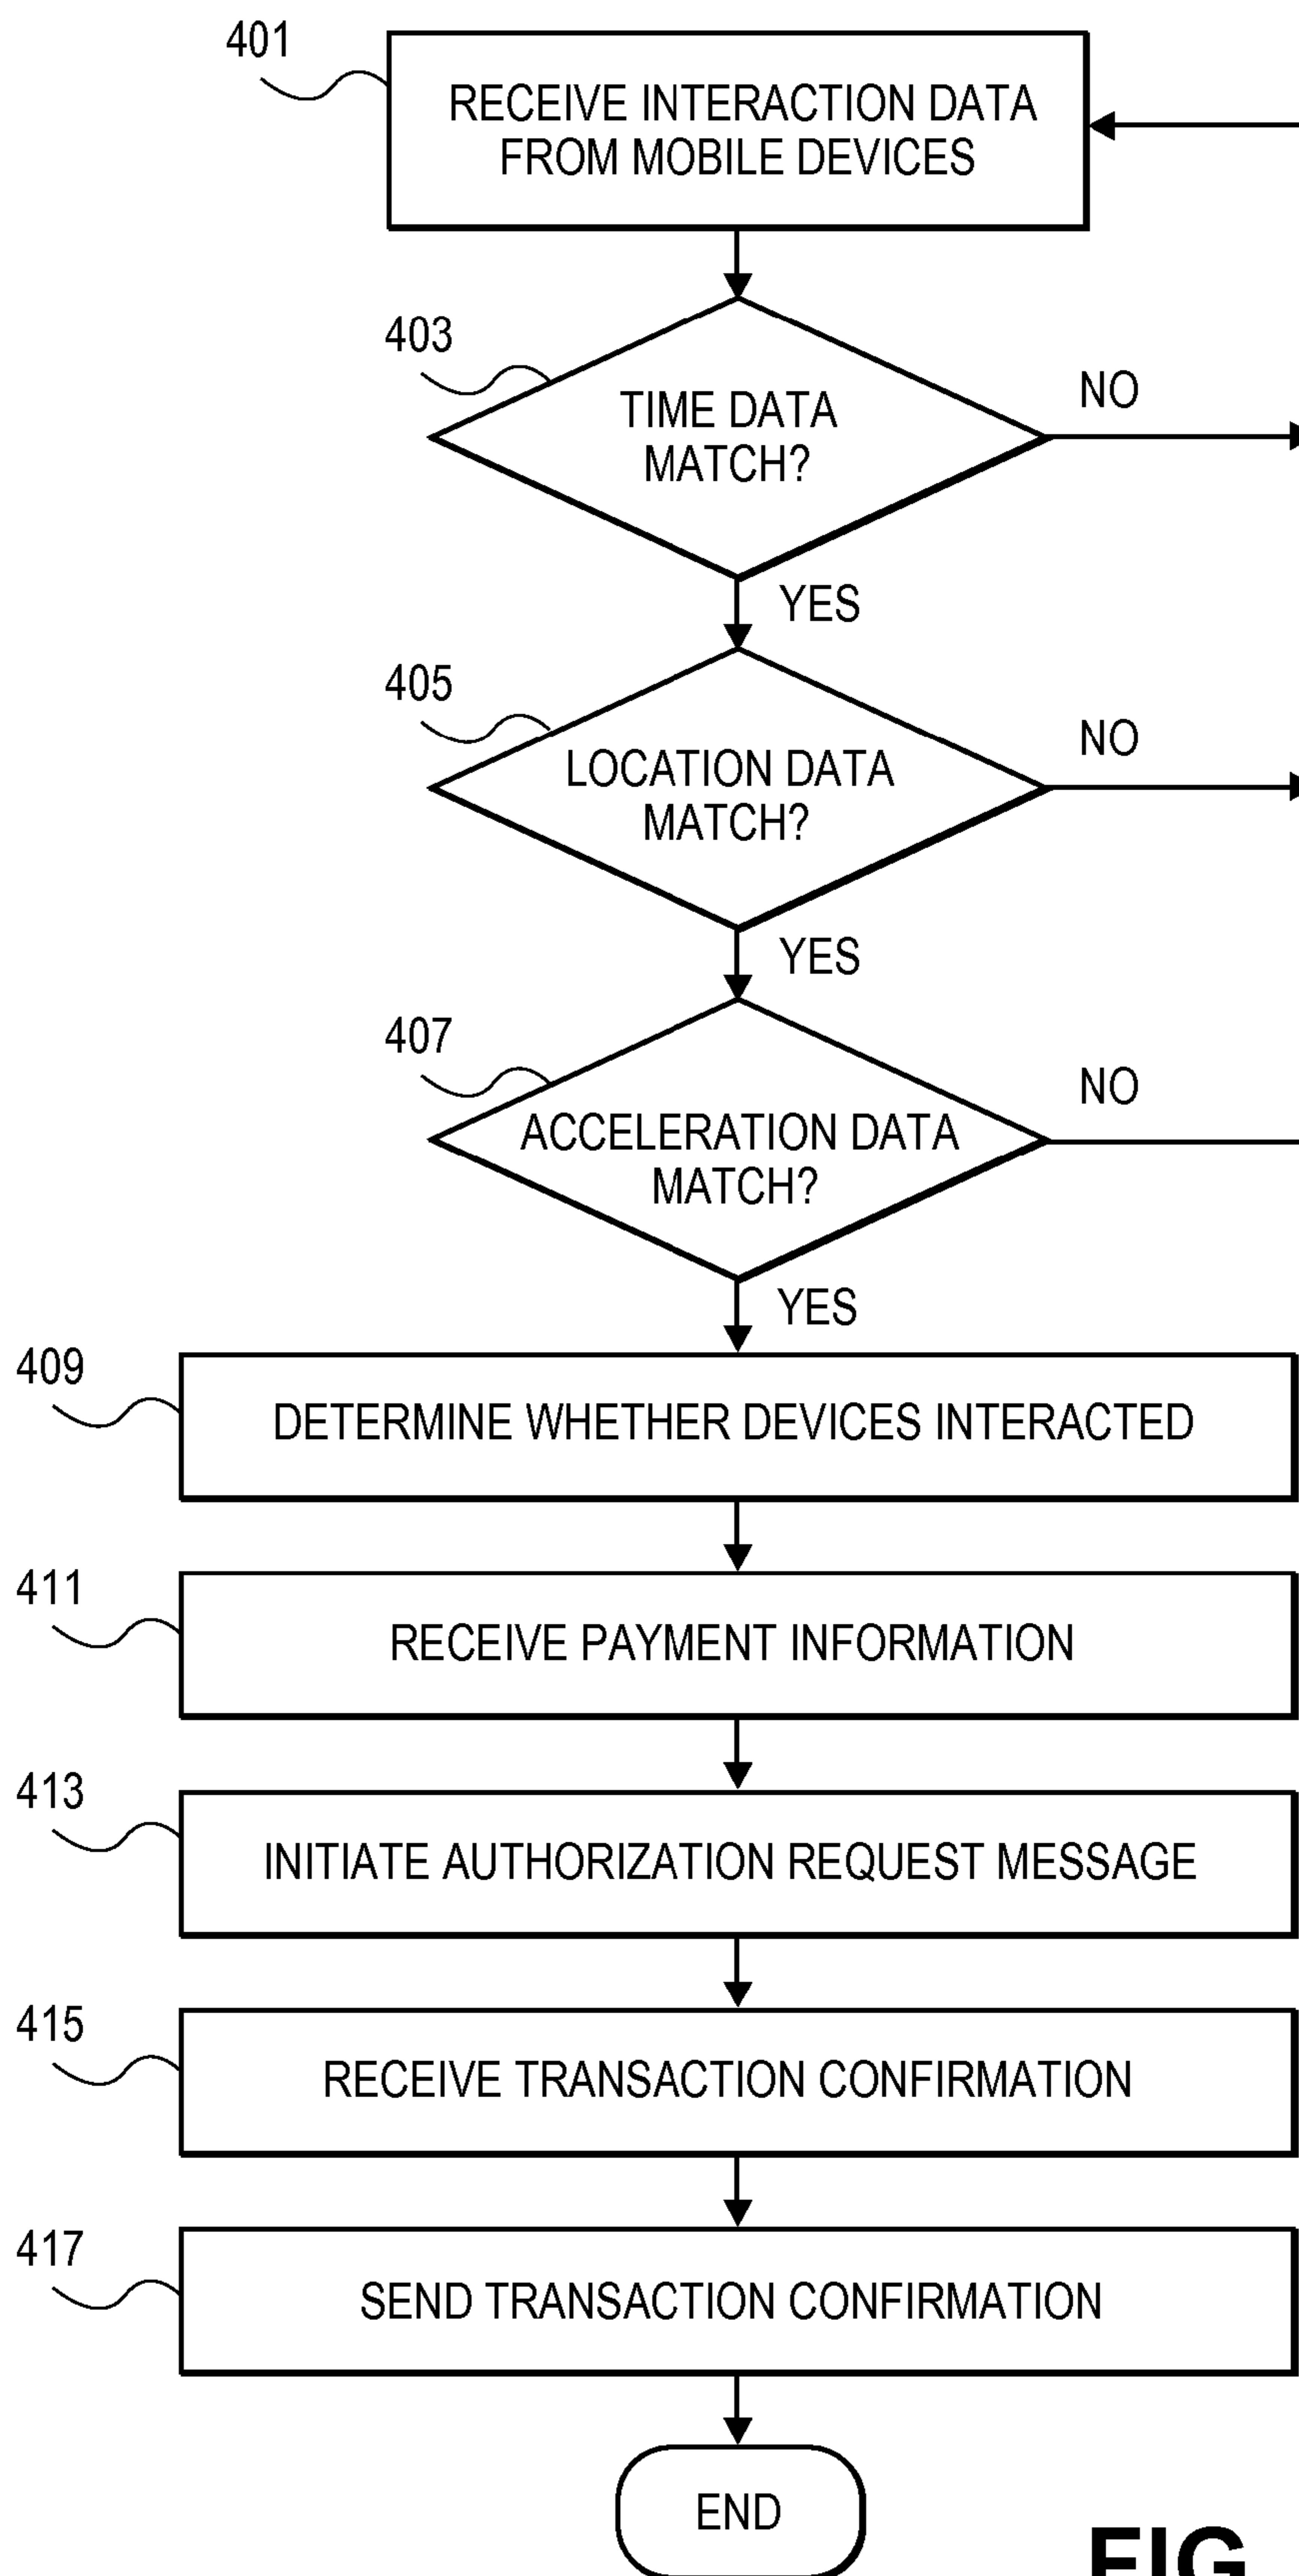 401
RECEIVE INTERACTION DATA
FROM MOBILE DEVICES
403
TIME DATA
MATCH?
NO
YES
405
LOCATION DATA
MATCH?
NO
YES
407
ACCELERATION DATA
MATCH?
NO
YES
409
DETERMINE WHETHER DEVICES INTERACTED
411
RECEIVE PAYMENT INFORMATION
413
INITIATE AUTHORIZATION REQUEST MESSAGE
415
RECEIVE TRANSACTION CONFIRMATION
417
SEND TRANSACTION CONFIRMATION
END
FIG